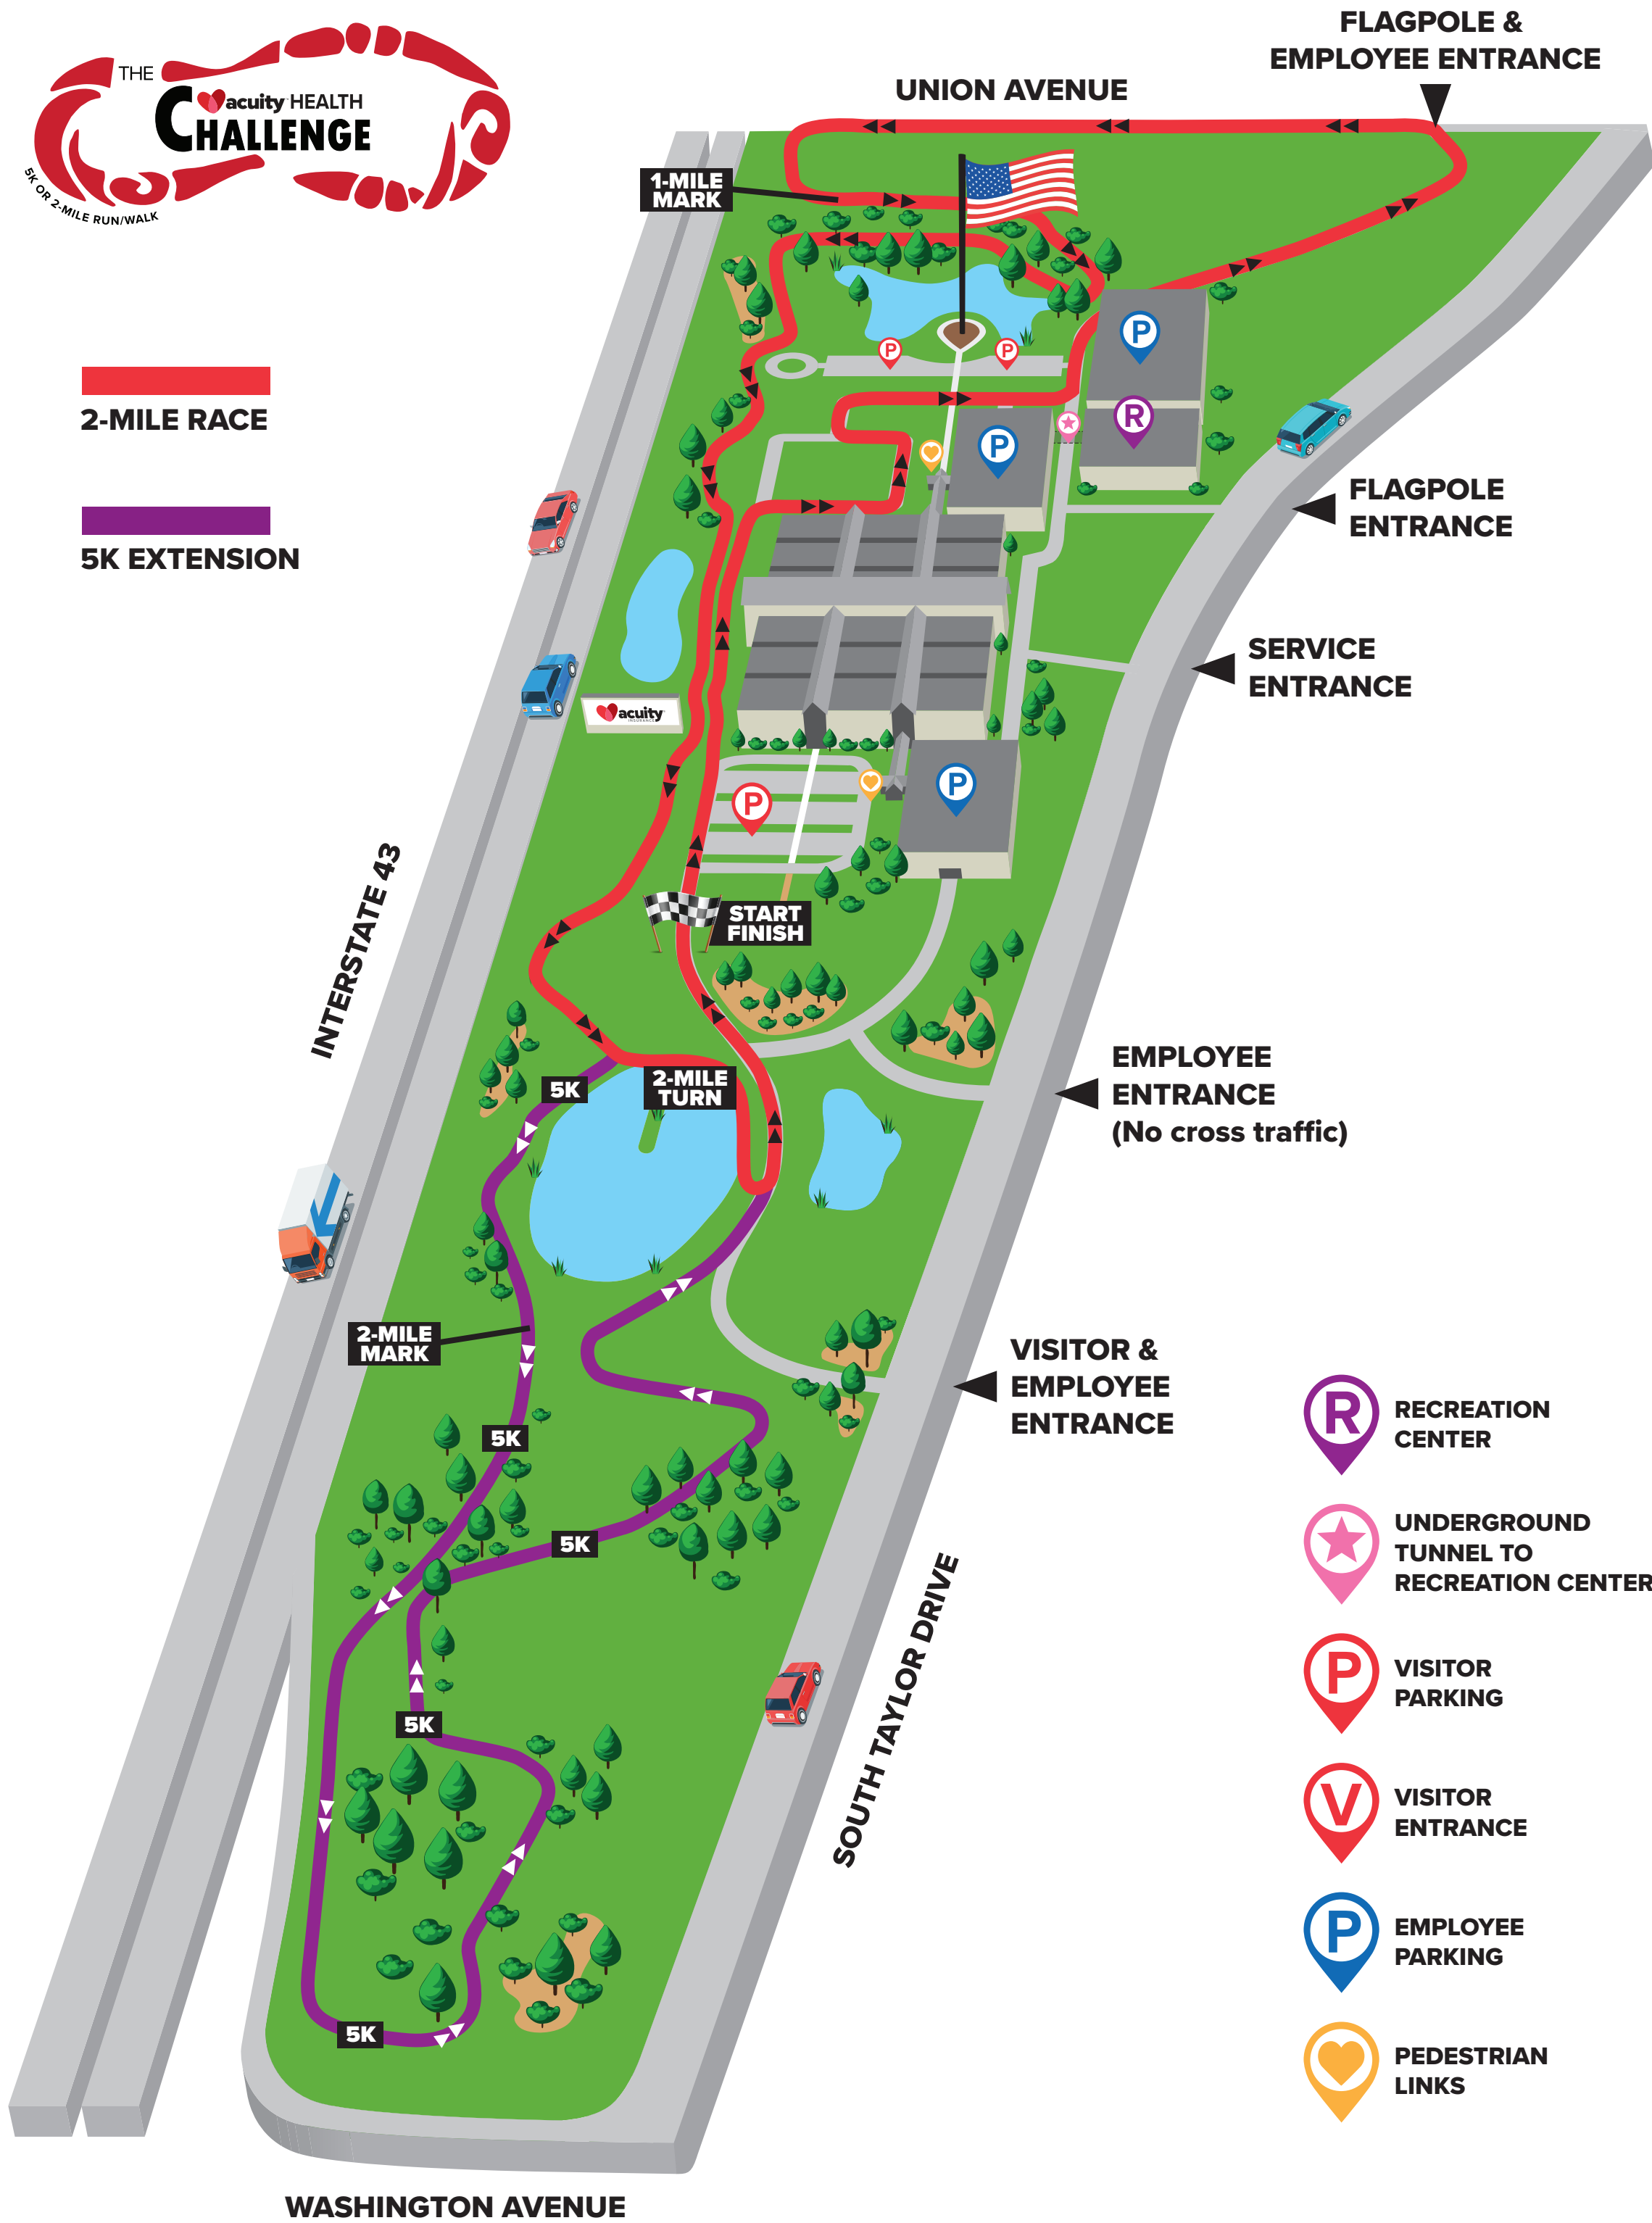 THE
acuity HEALTH
CHALLENGE
5K OR 2-MILE RUN/WALK
FLAGPOLE &
EMPLOYEE ENTRANCE
UNION AVENUE
1-MILE
MARK
2-MILE RACE
5K EXTENSION
P
P
P
R
P
FLAGPOLE
ENTRANCE
SERVICE
ENTRANCE
acuity
INSURANCE
P
P
INTERSTATE 43
START
FINISH
5K
2-MILE
TURN
EMPLOYEE
ENTRANCE
(No cross traffic)
2-MILE
MARK
VISITOR &
EMPLOYEE
ENTRANCE
5K
5K
5K
5K
SOUTH TAYLOR DRIVE
WASHINGTON AVENUE
R
RECREATION
CENTER
UNDERGROUND
TUNNEL TO
RECREATION CENTER
P
VISITOR
PARKING
V
VISITOR
ENTRANCE
P
EMPLOYEE
PARKING
PEDESTRIAN
LINKS